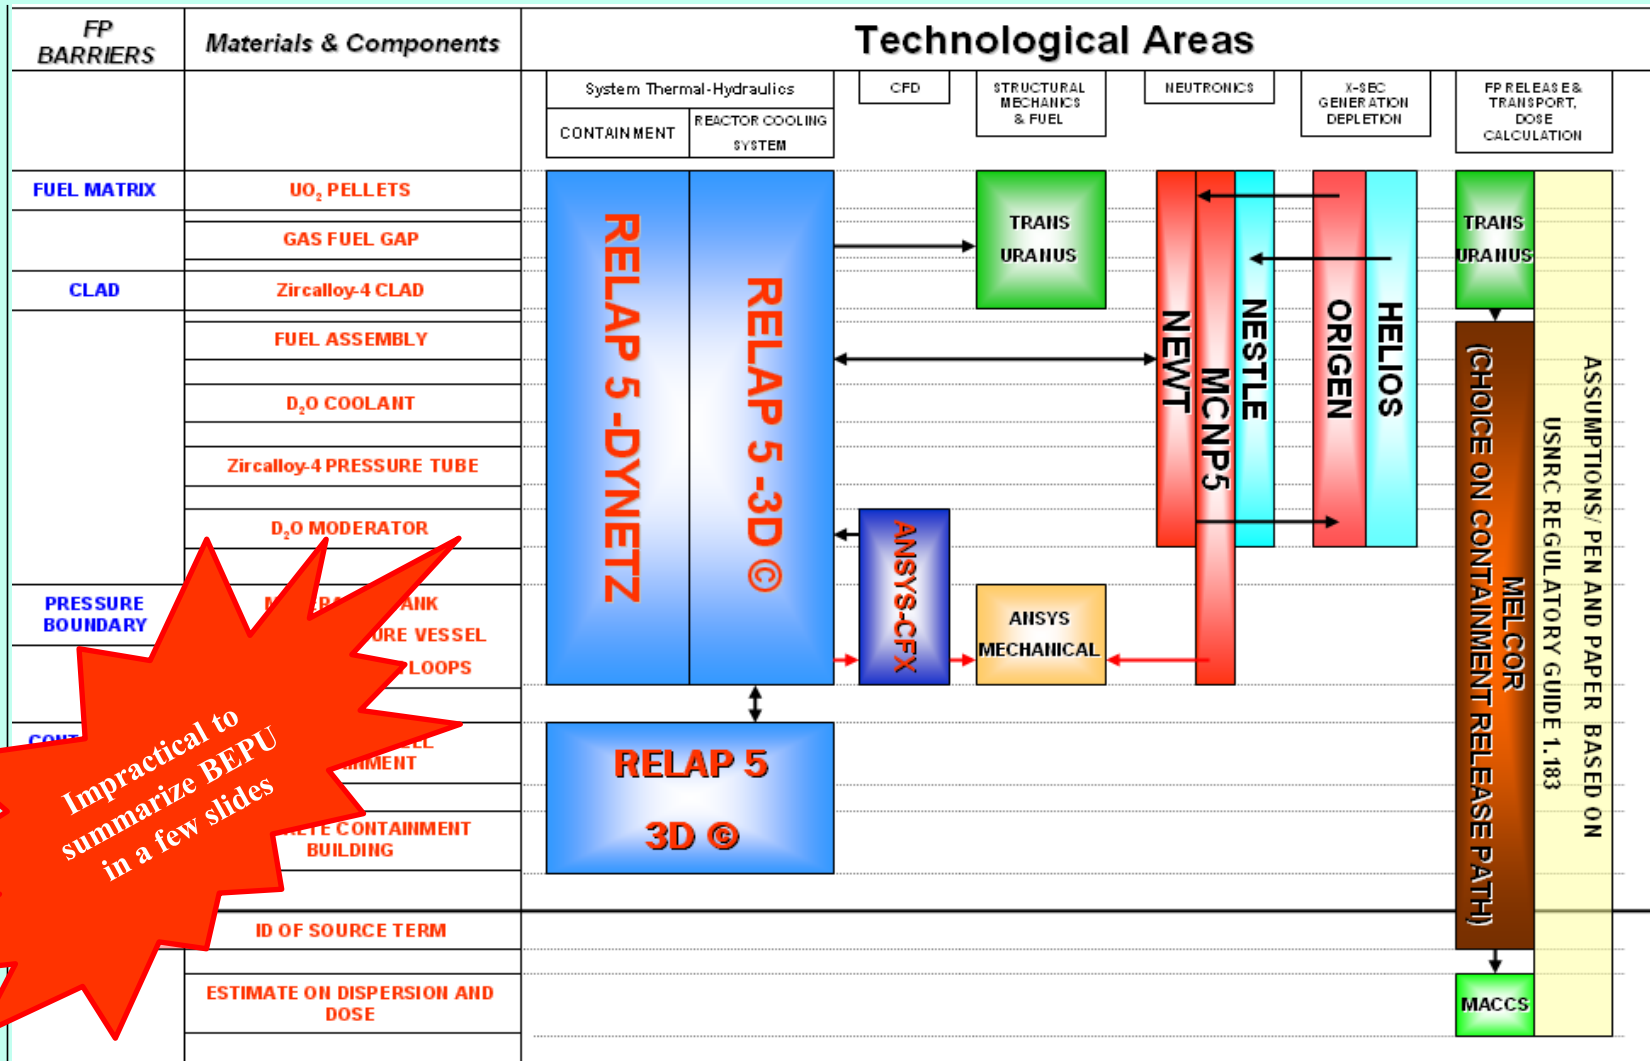 FP
BARRIERS
Materials & Components
Technological Areas
System Thermal-Hydraulics
CONTAINMENT
REACTOR COOLING
SYSTEM
CFD
STRUCTURAL
MECHANICS
& FUEL
NEUTRONICS
X-SEC
GENERATION
DEPLETION
FP RELEASE &
TRANSPORT,
DOSE
CALCULATION
FUEL MATRIX
UO₂ PELLETS
GAS FUEL GAP
CLAD
Zircalloy-4 CLAD
FUEL ASSEMBLY
D₂O COOLANT
Zircalloy-4 PRESSURE TUBE
D₂O MODERATOR
PRESSURE
BOUNDARY
ANK
URE VESSEL
LOOPS
CONT
MENT
CONTAINMENT
BUILDING
ID OF SOURCE TERM
ESTIMATE ON DISPERSION AND
DOSE
Impractical to
summarize BEPU
in a few slides
RELAP 5 -DYNETZ
RELAP 5 -3D ©
RELAP 5
3D ©
ANSYS-CFX
TRANS
URANUS
ANSYS
MECHANICAL
NEWT
MCNP5
NESTLE
ORIGEN
HELIOS
TRANS
URANUS
MELCOR
(CHOICE ON CONTAINMENT RELEASE PATH)
MACCS
ASSUMPTIONS/ PEN AND PAPER BASED ON
USNRC REGULATORY GUIDE 1.183